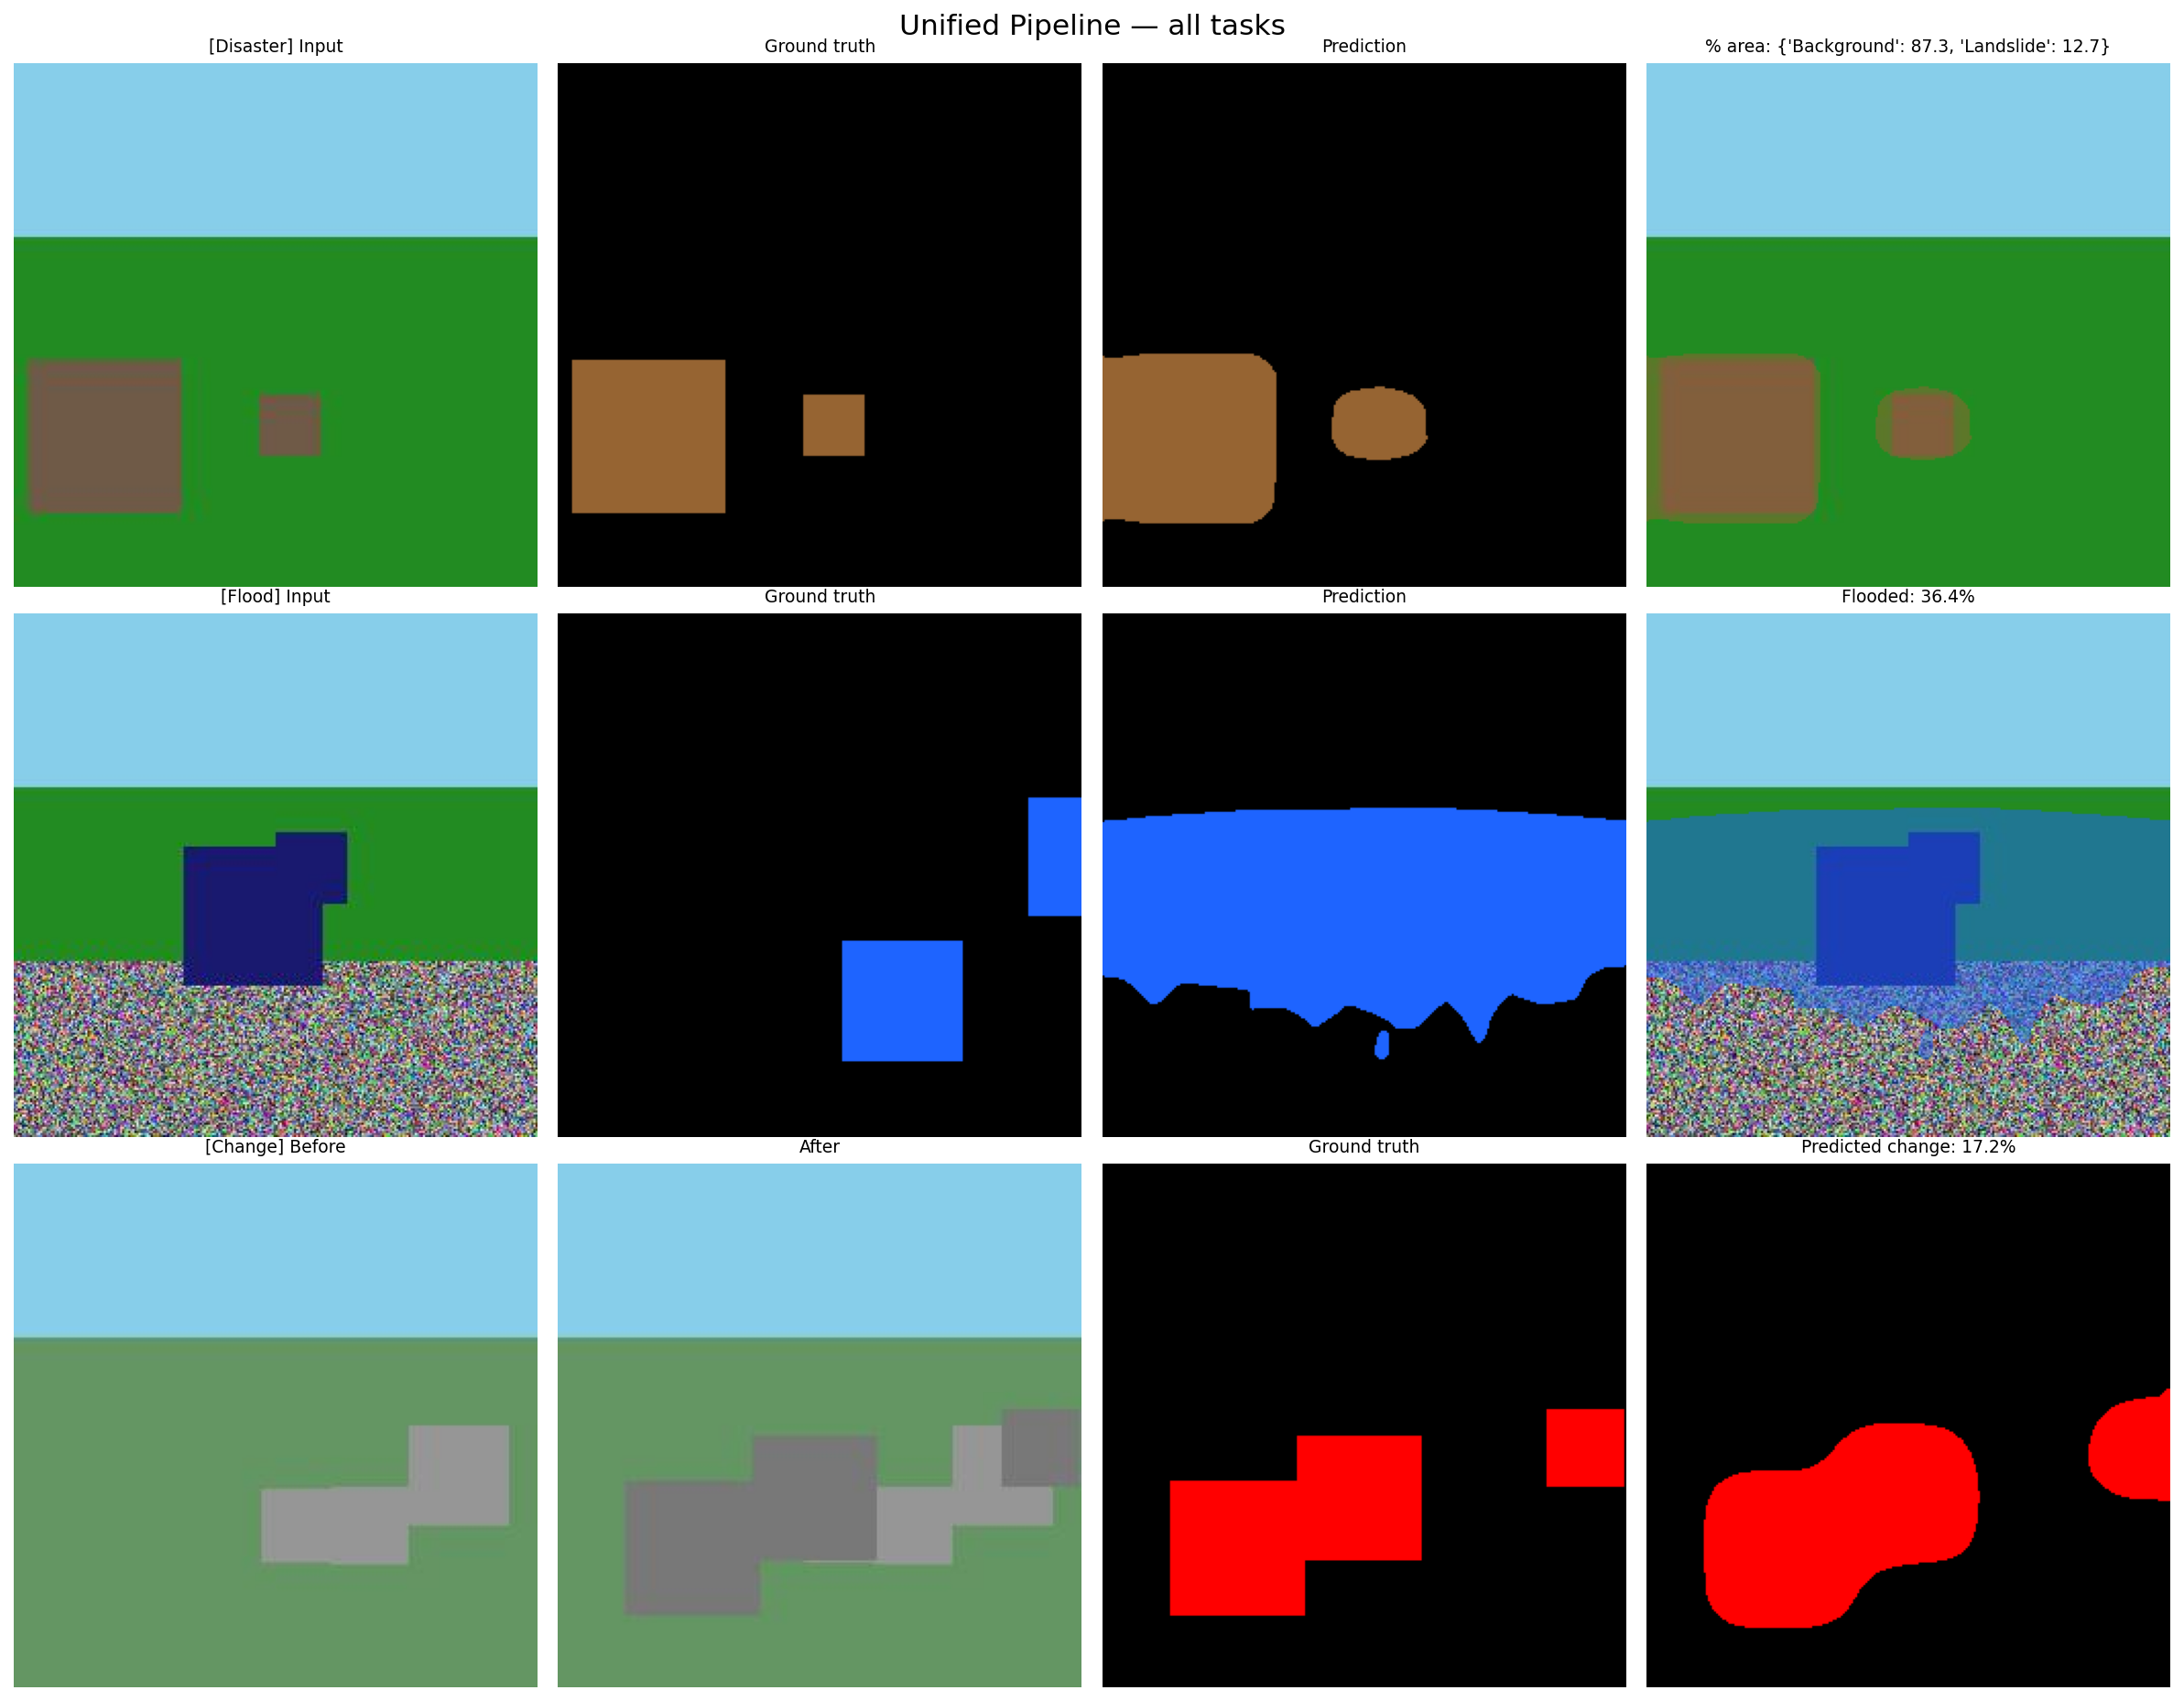 Unified Pipeline — all tasks
[Disaster] Input
Ground truth
Prediction
% area: {'Background': 87.3, 'Landslide': 12.7}
[Flood] Input
Ground truth
Prediction
Flooded: 36.4%
[Change] Before
After
Ground truth
Predicted change: 17.2%